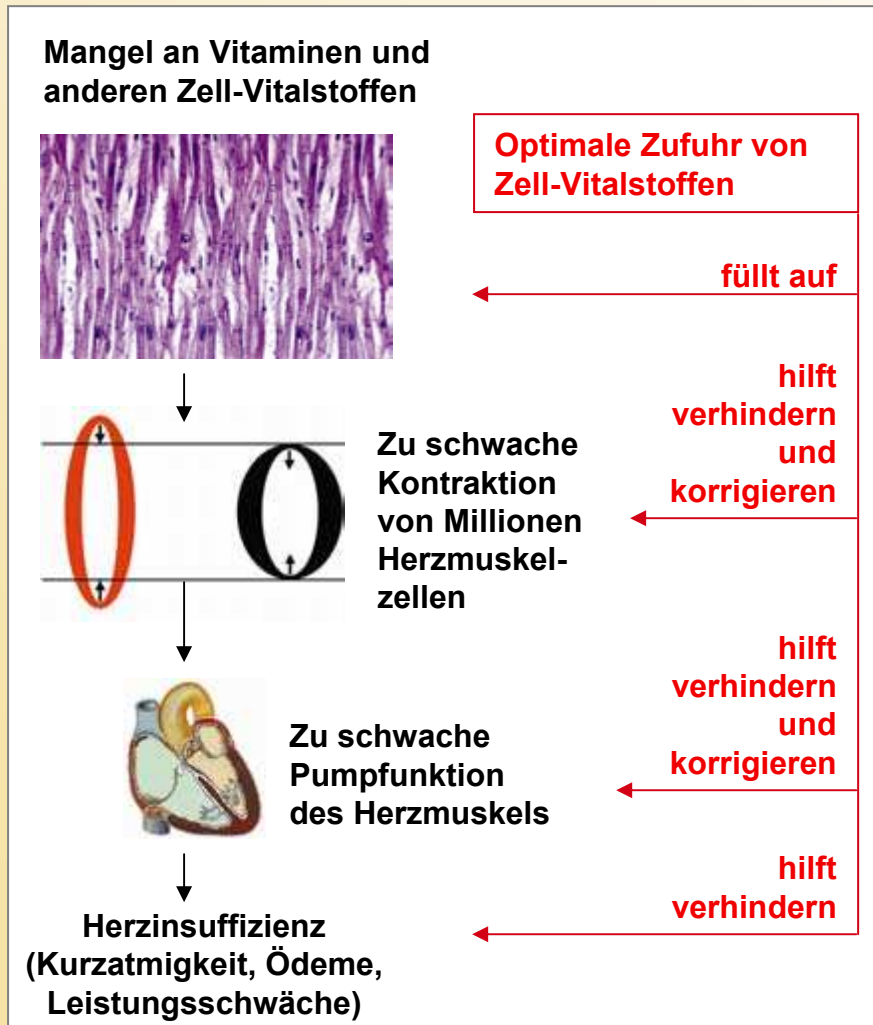 Mangel an Vitaminen und
anderen Zell-Vitalstoffen
Optimale Zufuhr von
Zell-Vitalstoffen
füllt auf
hilft
verhindern
und
korrigieren
Zu schwache
Kontraktion
von Millionen
Herzmuskel-
zellen
hilft
verhindern
und
korrigieren
Zu schwache
Pumpfunktion
des Herzmuskels
hilft
verhindern
Herzinsuffizienz
(Kurzatmigkeit, Ödeme,
Leistungsschwäche)